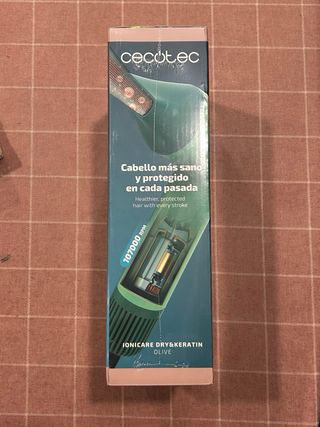 cecotec
Cabello más sano
y protegido
en cada pasada
Healthier, protected
hair with every stroke
107000 RPM
IONICARE DRY&KERATIN
OLIVE